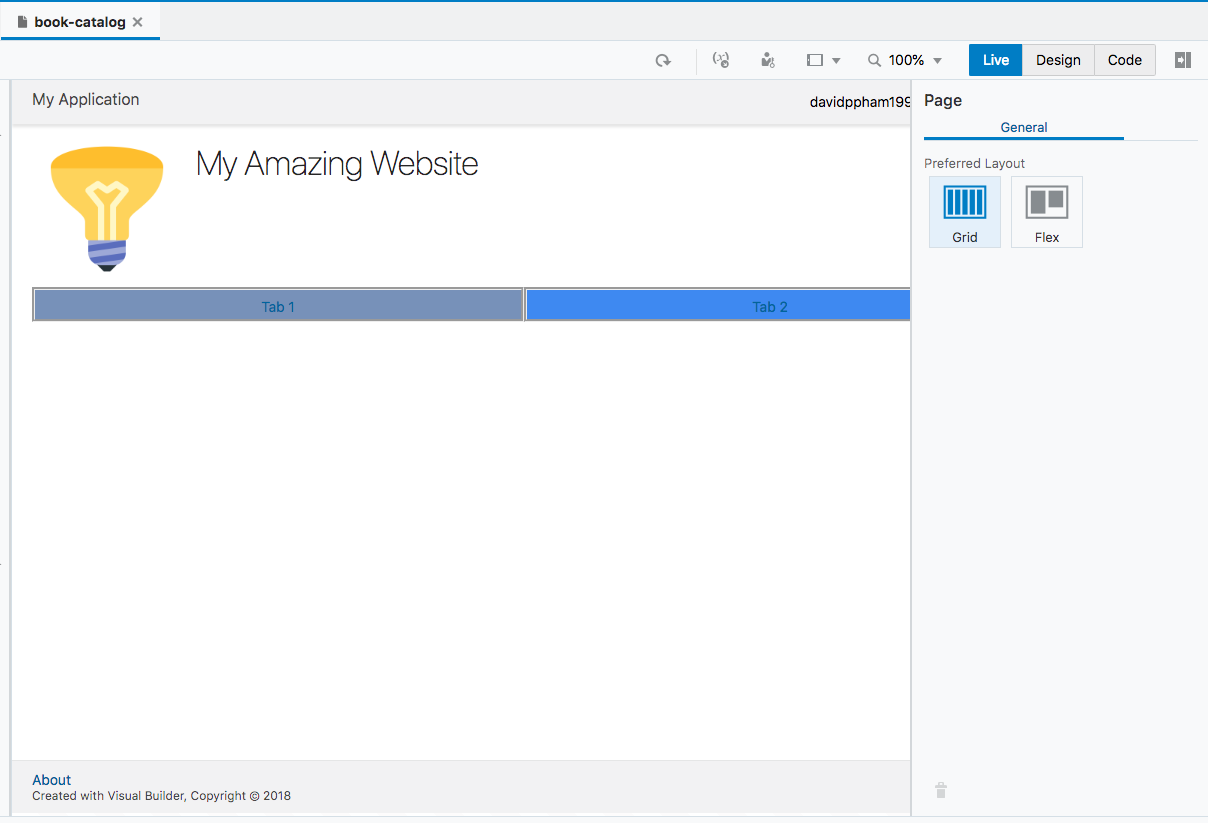 book-catalog
100%
Live
Design
Code
My Application
davidppham199
Page
General
My Amazing Website
Preferred Layout
Grid
Flex
Tab 1
Tab 2
About
Created with Visual Builder, Copyright © 2018